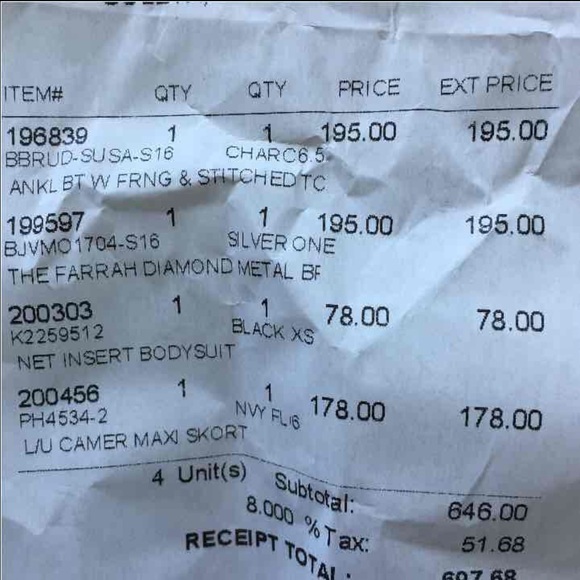 ITEM# QTY QTY PRICE EXT PRICE
196839 1 1 195.00 195.00
BBRUD-SUSA-S16 CHARC6.5
ANKL BT W FRNG & STITCHED TC
199597 1 1 195.00 195.00
BJVMO1704-S16 SILVER ONE
THE FARRAH DIAMOND METAL BF
200303 1 1 78.00 78.00
K2259512 BLACK XS
NET INSERT BODYSUIT
200456 1 1 178.00 178.00
PH4534-2 NVY FL/6
L/U CAMER MAXI SKORT
4 Unit(s) Subtotal: 646.00
8.000 % Tax: 51.68
RECEIPT TOTAL: 697.68